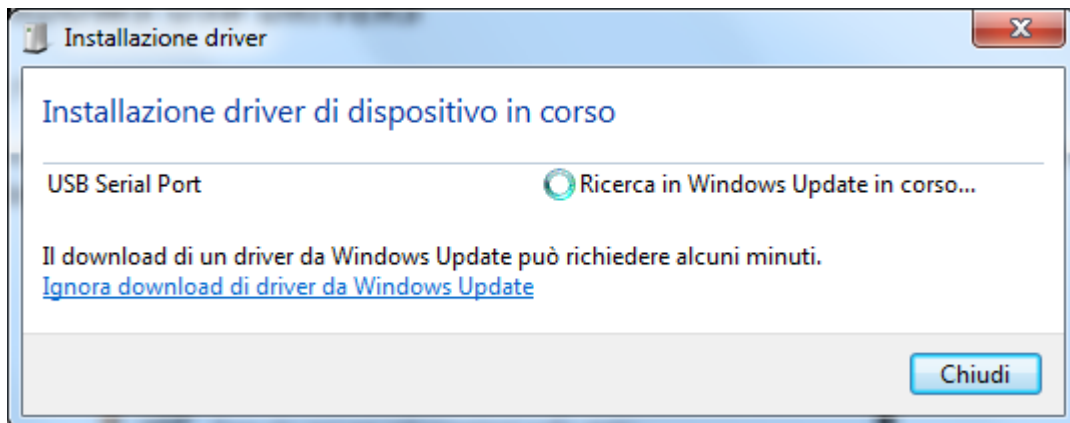 Installazione driver
Installazione driver di dispositivo in corso
USB Serial Port Ricerca in Windows Update in corso...
Il download di un driver da Windows Update può richiedere alcuni minuti.
Ignora download di driver da Windows Update
Chiudi